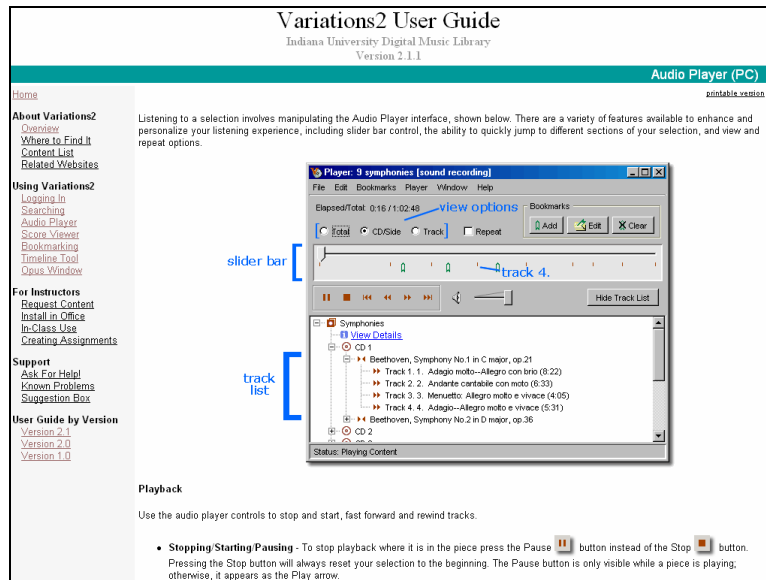 Variations2 User Guide
Indiana University Digital Music Library
Version 2.1.1
Audio Player (PC)
Home
printable version
About Variations2
Overview
Where to Find It
Content List
Related Websites
Using Variations2
Logging In
Searching
Audio Player
Score Viewer
Bookmarking
Timeline Tool
Opus Window
For Instructors
Request Content
Install in Office
In-Class Use
Creating Assignments
Support
Ask For Help!
Known Problems
Suggestion Box
User Guide by Version
Version 2.1
Version 2.0
Version 1.0
Listening to a selection involves manipulating the Audio Player interface, shown below. There are a variety of features available to enhance and
personalize your listening experience, including slider bar control, the ability to quickly jump to different sections of your selection, and view and
repeat options.
Player: 9 symphonies [sound recording]
File Edit Bookmarks Player Window Help
Elapsed/Total: 0:16 / 1:02:48
view options
Bookmarks
Total CD/Side Track Repeat
Add Edit Clear
slider bar
track 4.
Hide Track List
track
list
Symphonies
View Details
CD 1
Beethoven, Symphony No.1 in C major, op.21
Track 1. 1. Adagio molto--Allegro con brio (8:22)
Track 2. 2. Andante cantabile con moto (6:33)
Track 3. 3. Menuetto: Allegro molto e vivace (4:05)
Track 4. 4. Adagio--Allegro molto e vivace (5:31)
Beethoven, Symphony No.2 in D major, op.36
CD 2
Status: Playing Content
Playback
Use the audio player controls to stop and start, fast forward and rewind tracks.
• Stopping/Starting/Pausing - To stop playback where it is in the piece press the Pause button instead of the Stop button.
Pressing the Stop button will always reset your selection to the beginning. The Pause button is only visible while a piece is playing;
otherwise, it appears as the Play arrow.